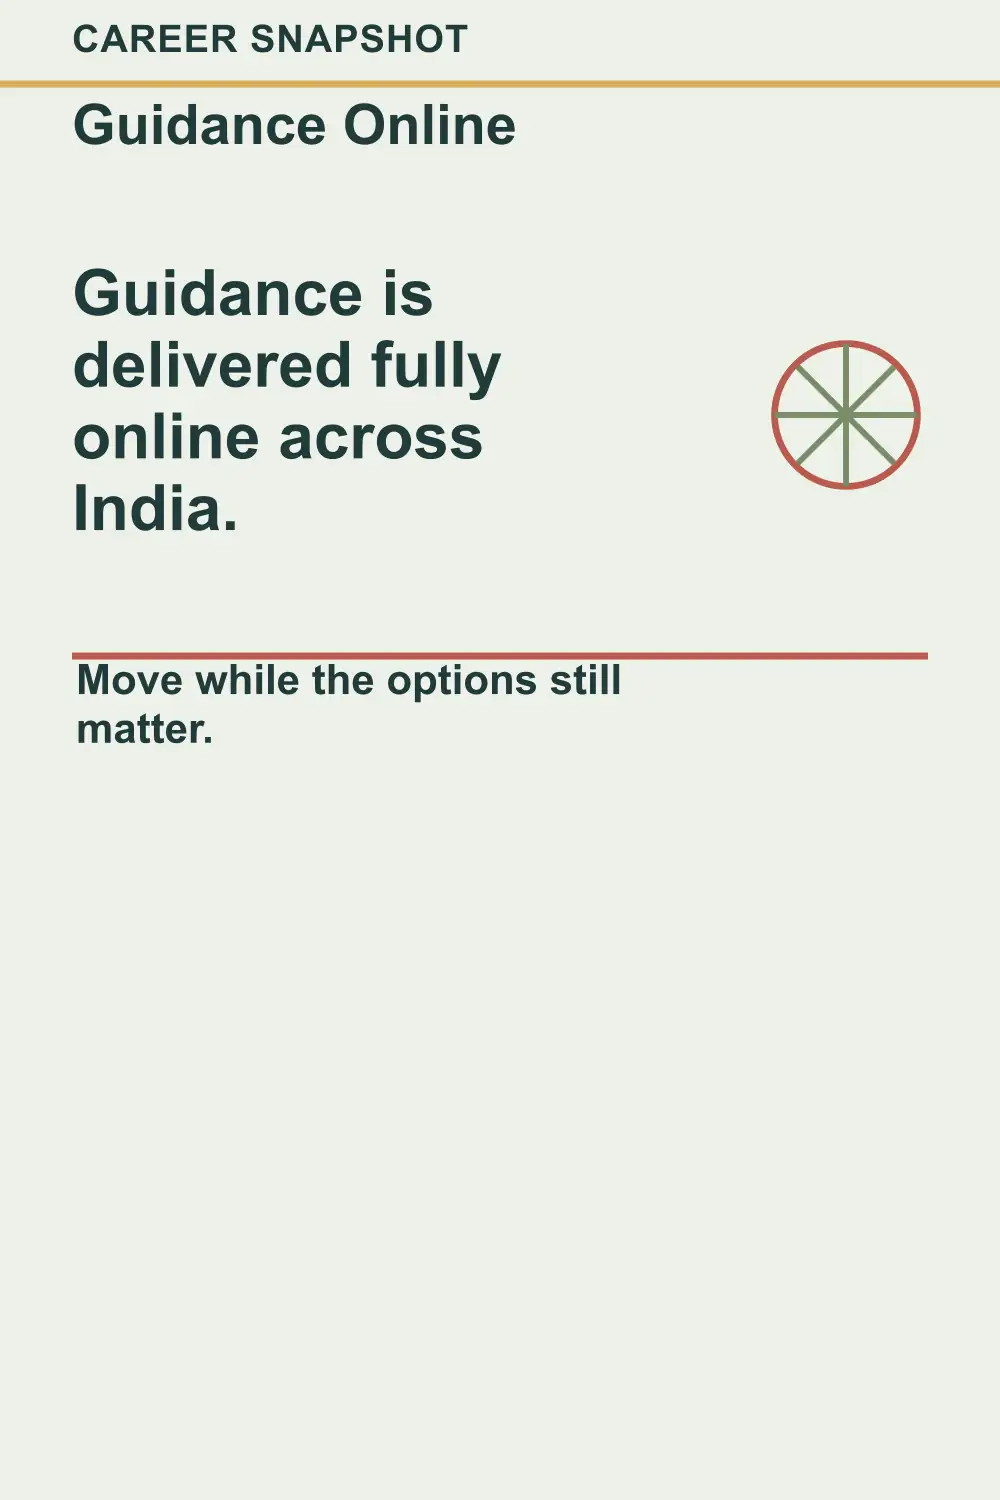 CAREER SNAPSHOT
Guidance Online
Guidance is
delivered fully
online across
India.
Move while the options still
matter.